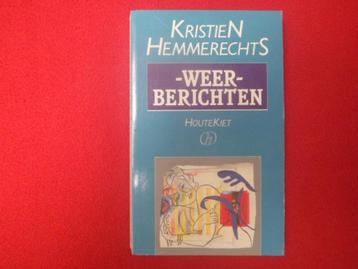 KRISTIEN
HEMMERECHTS
-WEER-
BERICHTEN
HOUTEKIET
h